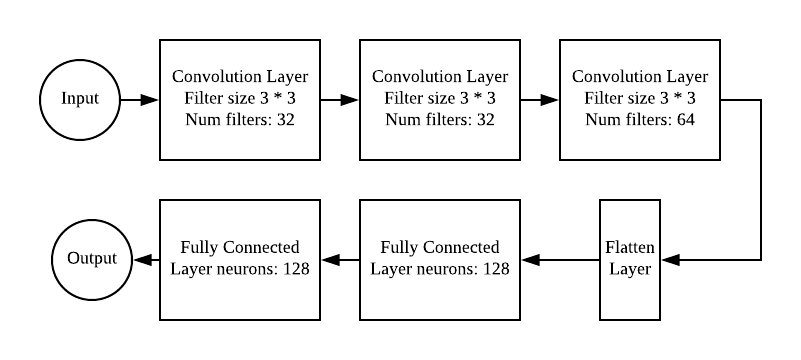 Input
Convolution Layer
Filter size 3 * 3
Num filters: 32
Convolution Layer
Filter size 3 * 3
Num filters: 32
Convolution Layer
Filter size 3 * 3
Num filters: 64
Flatten
Layer
Fully Connected
Layer neurons: 128
Fully Connected
Layer neurons: 128
Output